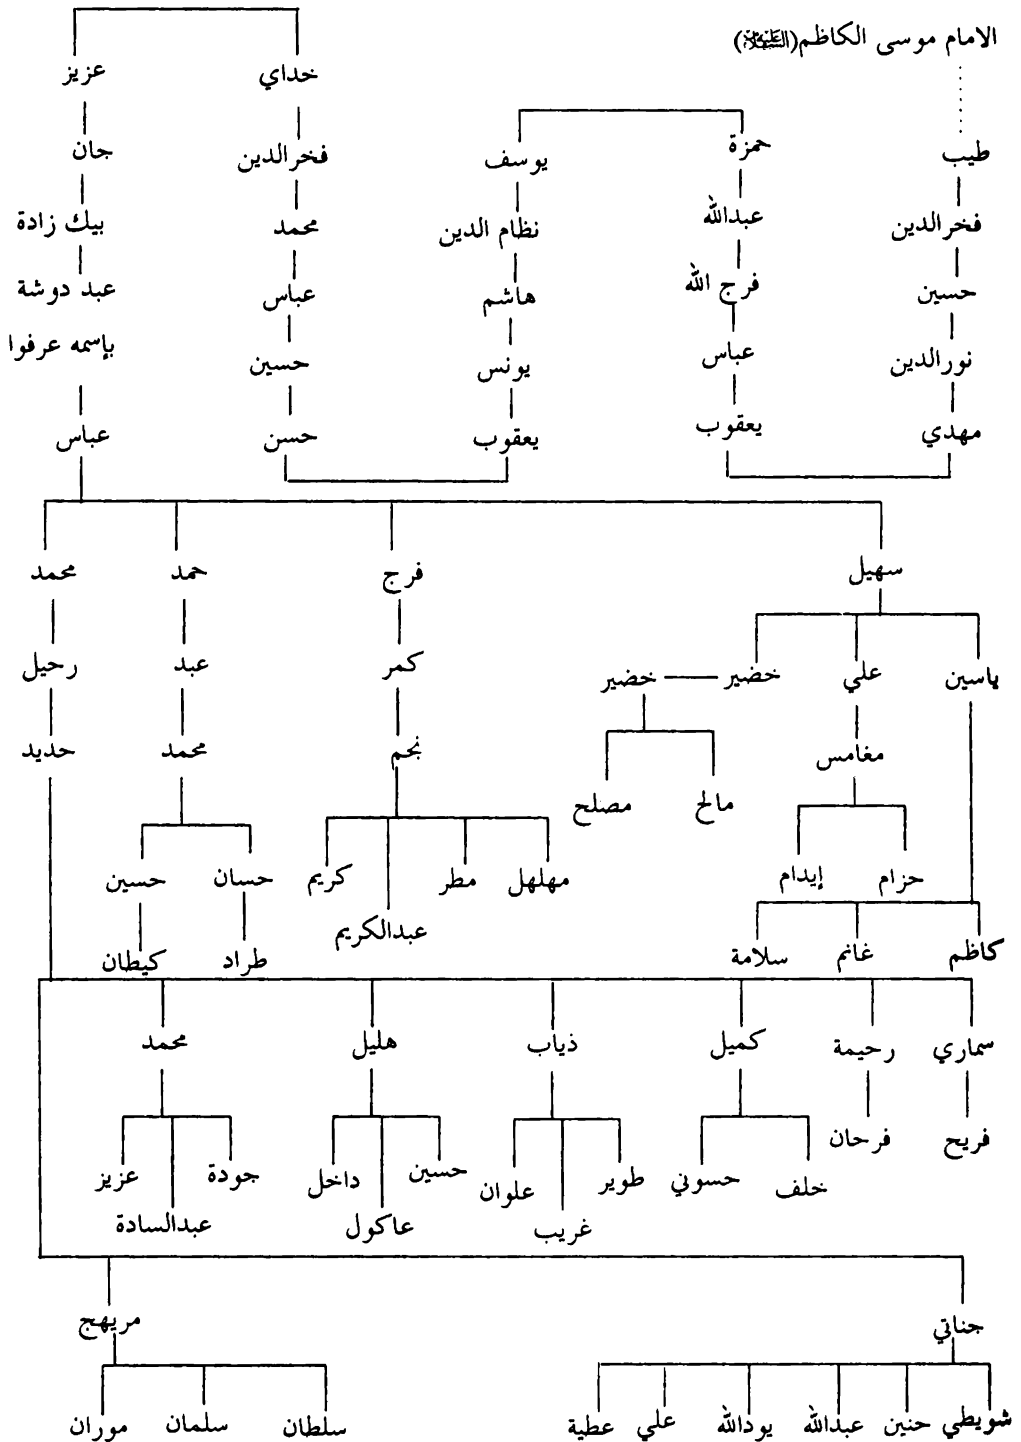 الامام موسى الكاظم(عليه السلام)
طيب
فخرالدين
حسين
نورالدين
مهدي
حمزة
عبدالله
فرج الله
عباس
يعقوب
يوسف
نظام الدين
هاشم
يونس
يعقوب
خداي
فخرالدين
محمد
عباس
حسين
حسن
عزيز
جان
بيك زادة
عبد دوشة
بإسمه عرفوا
عباس
سهيل
فرج
حمد
محمد
ياسين
علي
خضير
خضير
كمر
عبد
رحيل
مغامس
نجم
محمد
حديد
مالح
مصلح
حزام
إيدام
مهلهل
مطر
عبدالكريم
كريم
حسان
حسين
كاظم
غانم
سلامة
طراد
كيطان
سماري
رحيمة
كميل
ذياب
هليل
محمد
فريح
فرحان
خلف
حسوني
طوير
غريب
علوان
حسين
عاكول
داخل
جودة
عبدالسادة
عزيز
جناتي
مريهج
شويطي
حنين
عبدالله
يودالله
علي
عطية
سلطان
سلمان
موران